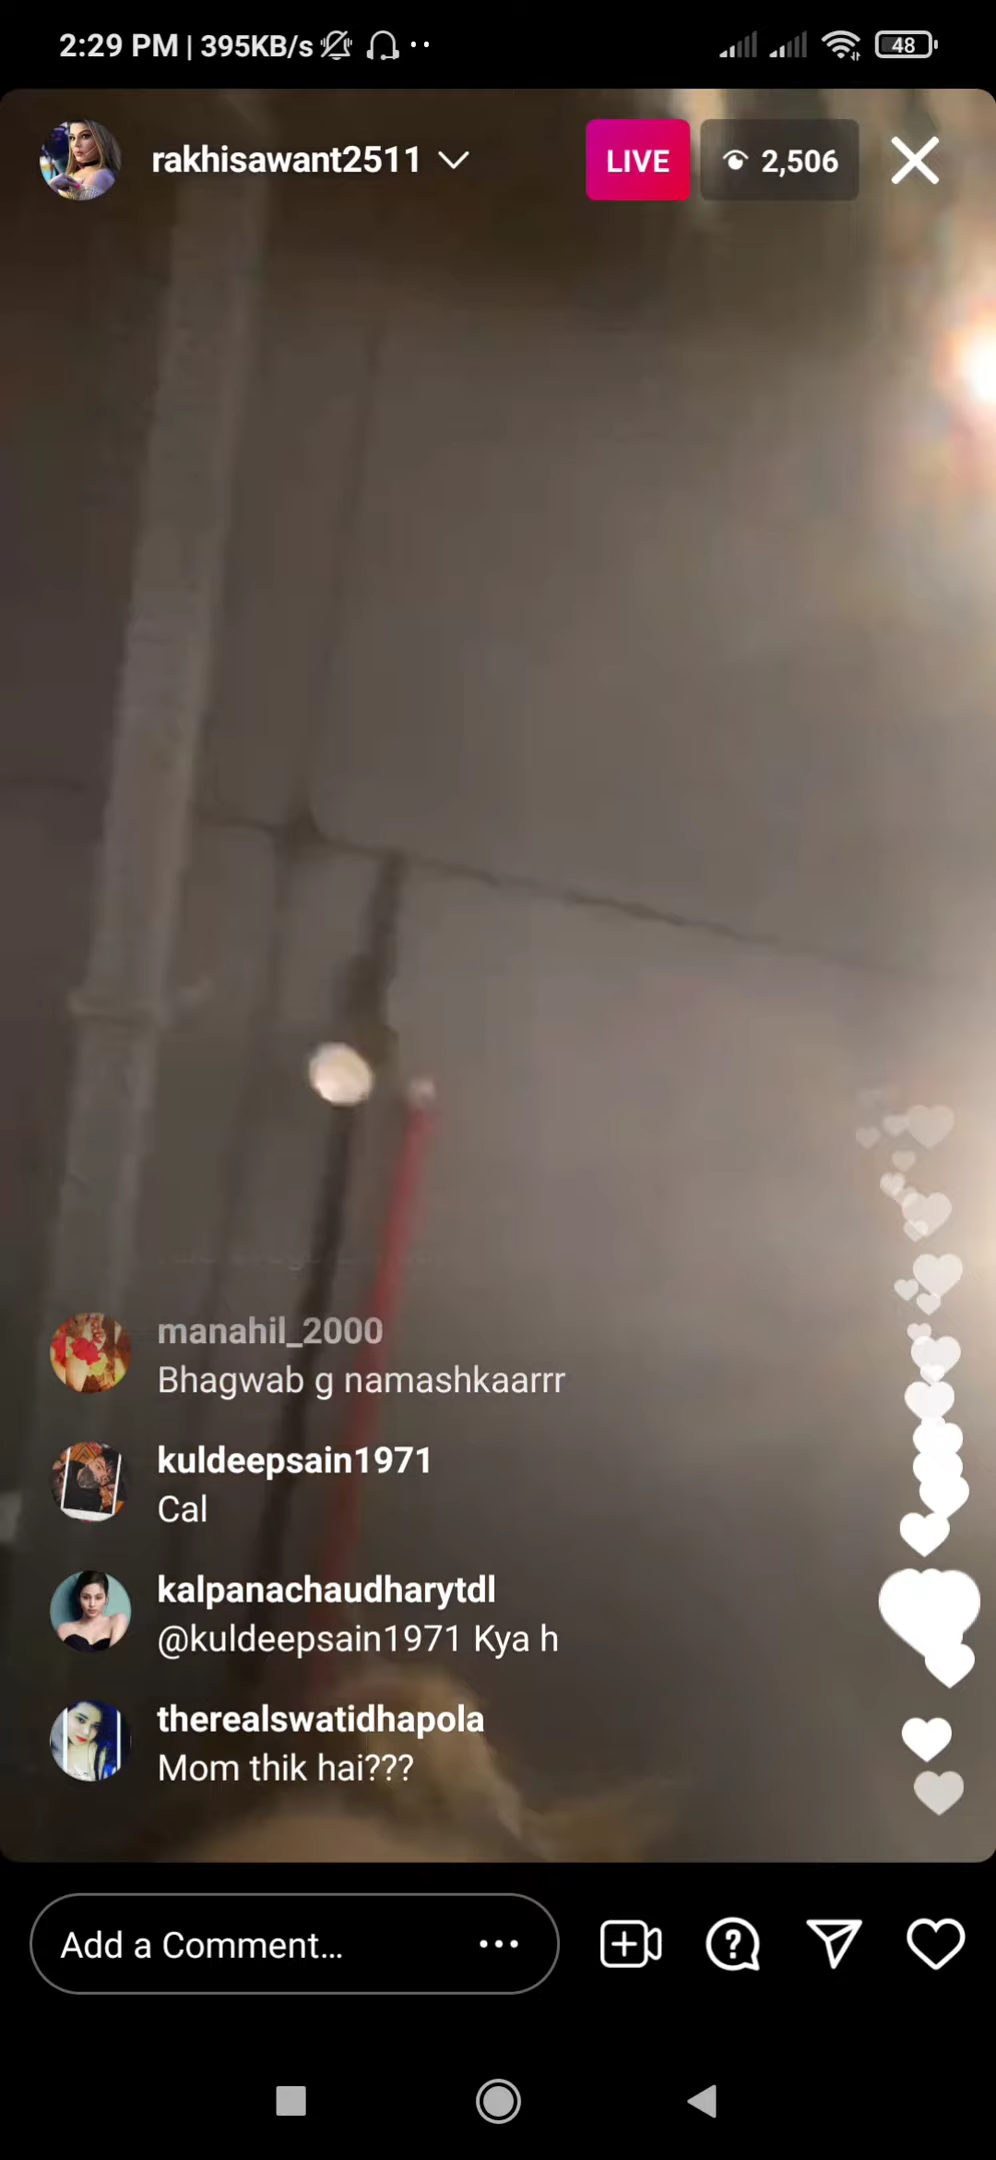 2:29 PM | 395KB/s
48
rakhisawant2511
LIVE
2,506
manahil_2000
Bhagwab g namashkaarrr
kuldeepsain1971
Cal
kalpanachaudharytdl
@kuldeepsain1971 Kya h
therealswatidhapola
Mom thik hai???
Add a Comment...